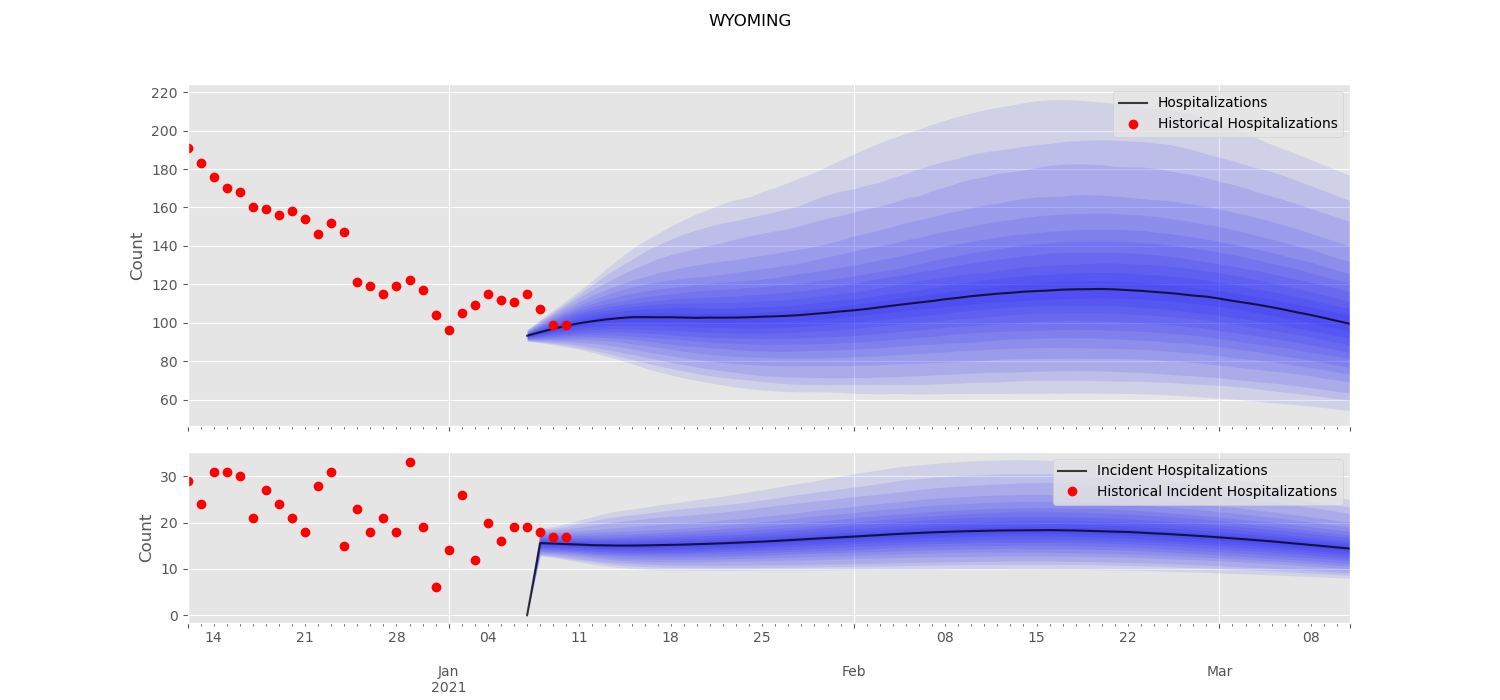 WYOMING
Count
220
200
180
160
140
120
100
80
60
Hospitalizations
Historical Hospitalizations
Count
30
20
10
0
Incident Hospitalizations
Historical Incident Hospitalizations
14 21 28 04 11 18 25 08 15 22 08
Jan Feb Mar
2021